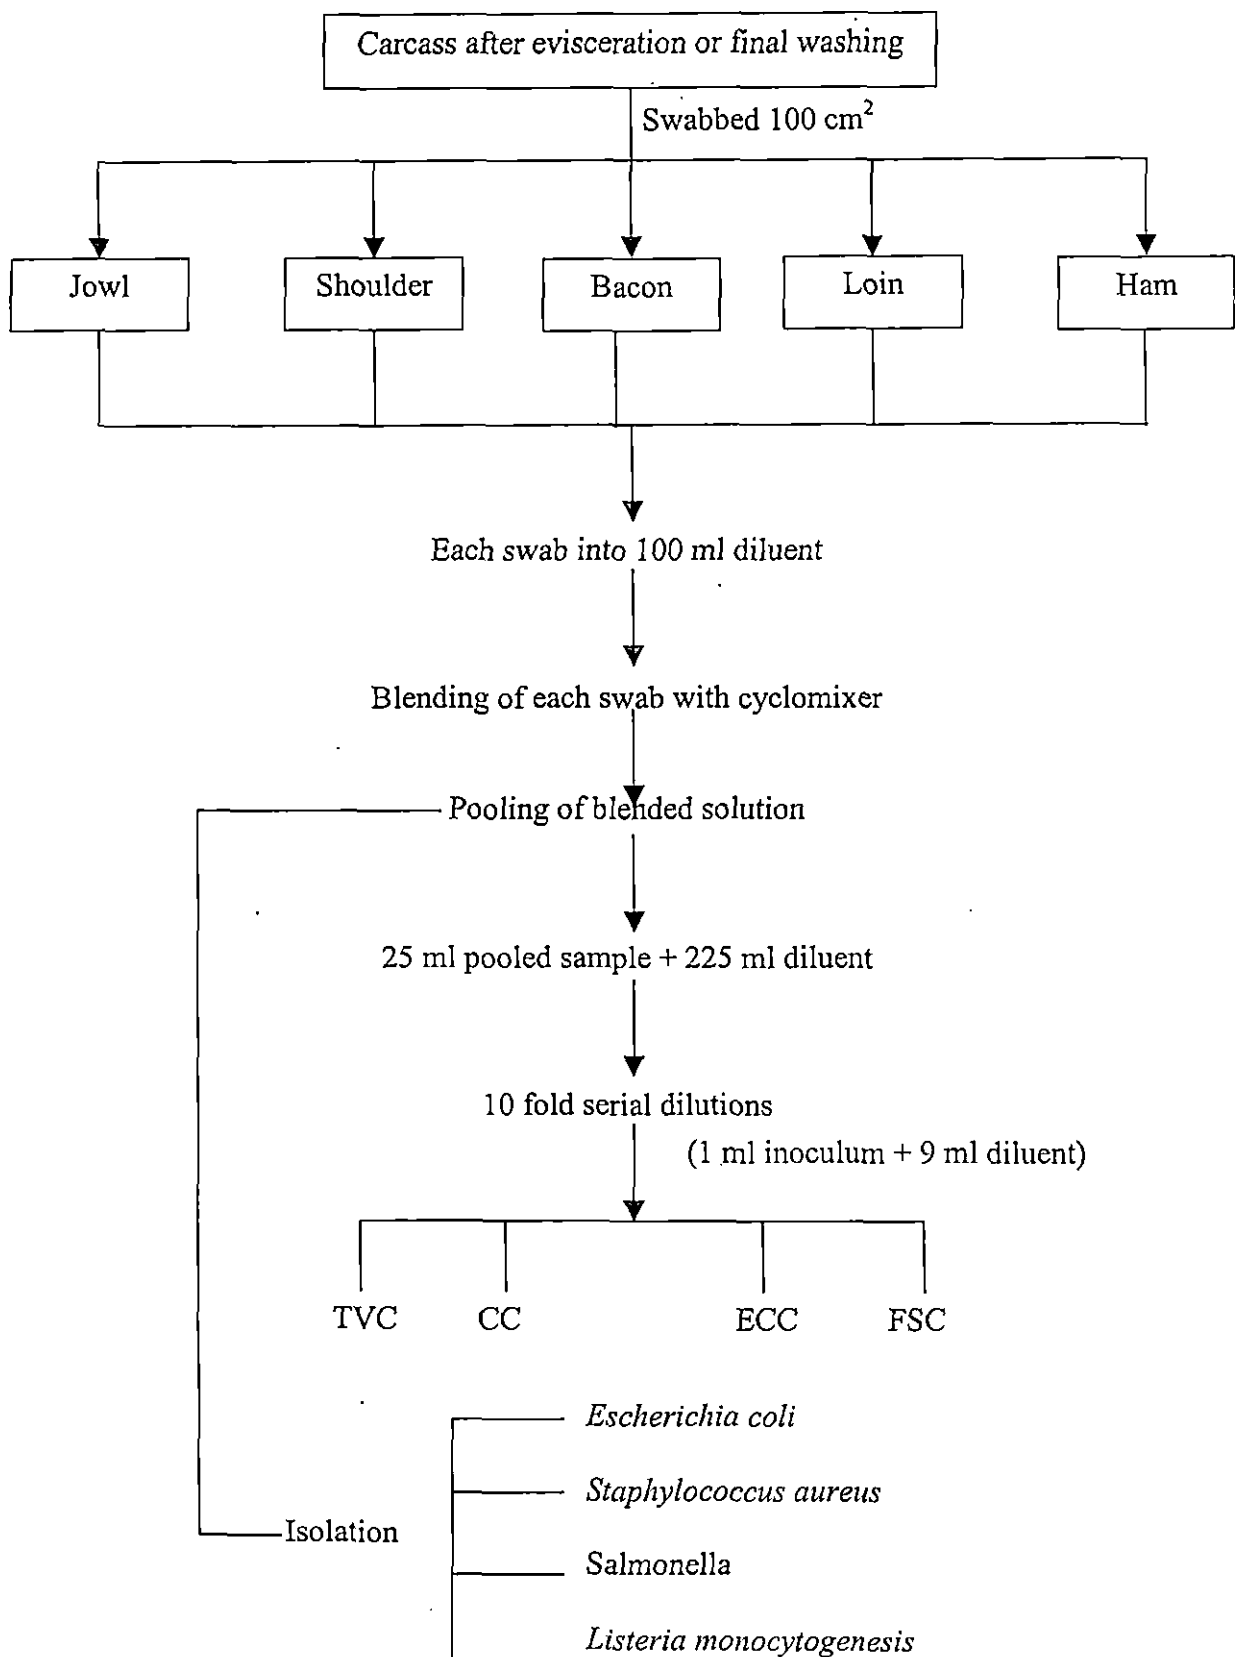 Carcass after evisceration or final washing
Swabbed 100 cm²
Jowl
Shoulder
Bacon
Loin
Ham
Each swab into 100 ml diluent
Blending of each swab with cyclomixer
Pooling of blended solution
25 ml pooled sample + 225 ml diluent
10 fold serial dilutions
(1 ml inoculum + 9 ml diluent)
TVC
CC
ECC
FSC
Escherichia coli
Staphylococcus aureus
Isolation
Salmonella
Listeria monocytogenesis